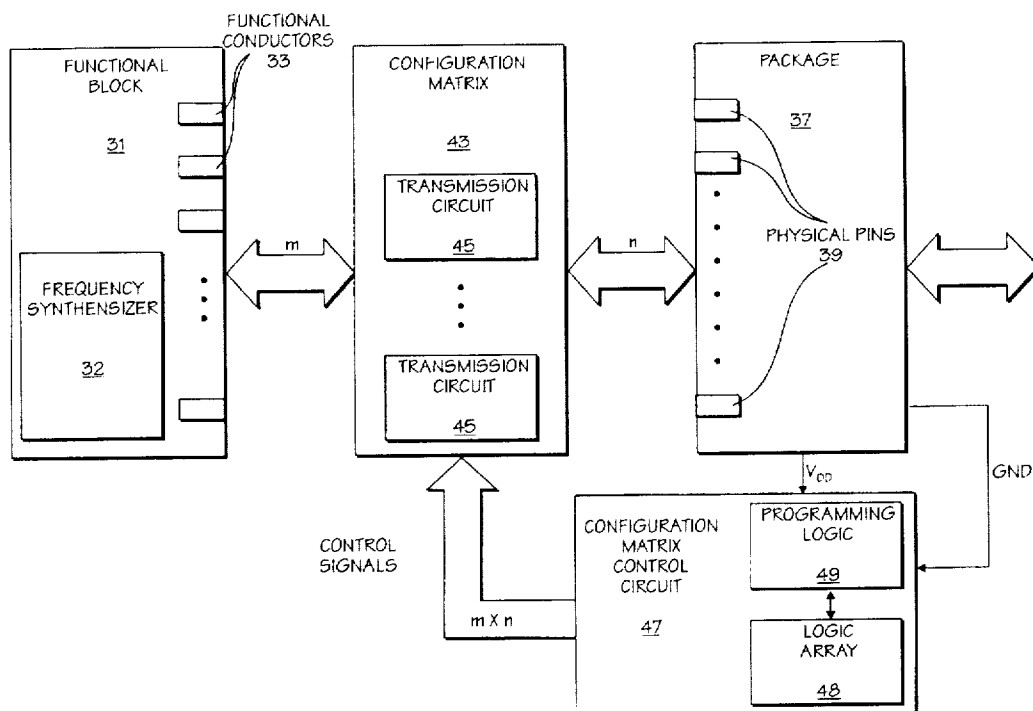 FUNCTIONAL
CONDUCTORS
33
FUNCTIONAL
BLOCK
31
FREQUENCY
SYNTHENSIZER
32
m
CONFIGURATION
MATRIX
43
TRANSMISSION
CIRCUIT
45
TRANSMISSION
CIRCUIT
45
n
PACKAGE
37
PHYSICAL PINS
39
VDD
GND
CONTROL
SIGNALS
m X n
CONFIGURATION
MATRIX
CONTROL
CIRCUIT
47
PROGRAMMING
LOGIC
49
LOGIC
ARRAY
48